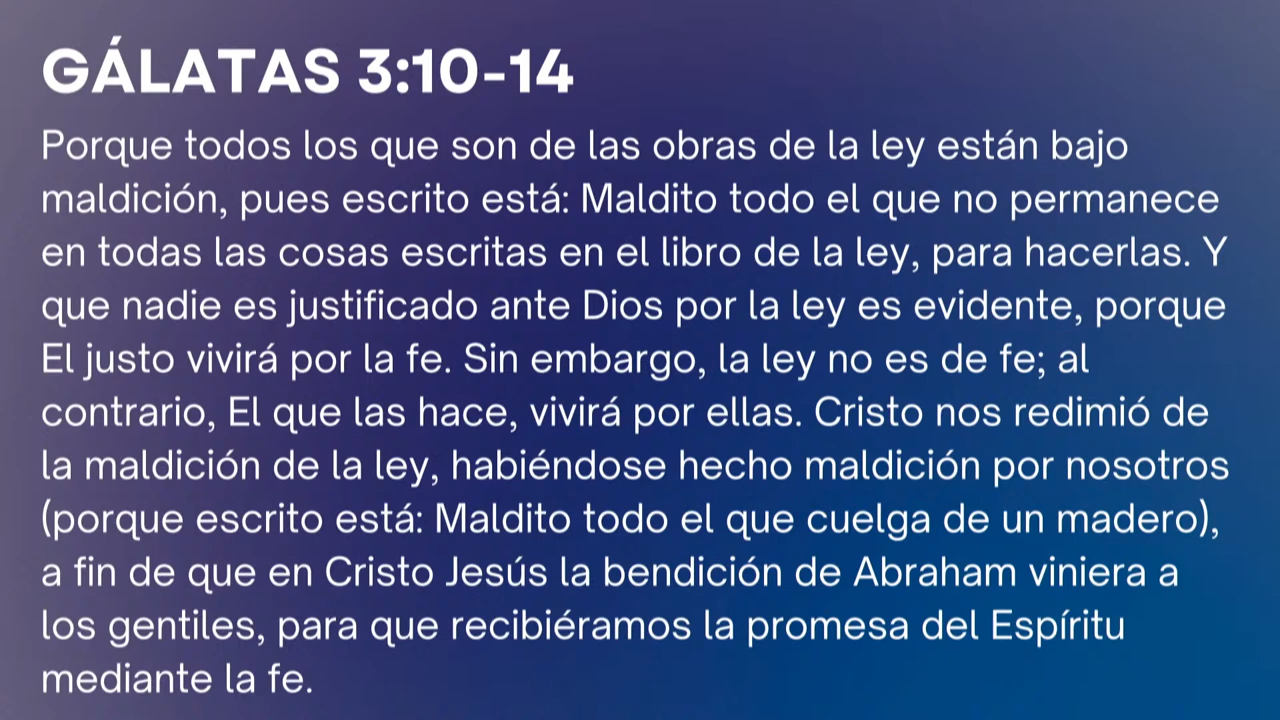 GÁLATAS 3:10-14
Porque todos los que son de las obras de la ley están bajo
maldición, pues escrito está: Maldito todo el que no permanece
en todas las cosas escritas en el libro de la ley, para hacerlas. Y
que nadie es justificado ante Dios por la ley es evidente, porque
El justo vivirá por la fe. Sin embargo, la ley no es de fe; al
contrario, El que las hace, vivirá por ellas. Cristo nos redimió de
la maldición de la ley, habiéndose hecho maldición por nosotros
(porque escrito está: Maldito todo el que cuelga de un madero),
a fin de que en Cristo Jesús la bendición de Abraham viniera a
los gentiles, para que recibiéramos la promesa del Espíritu
mediante la fe.